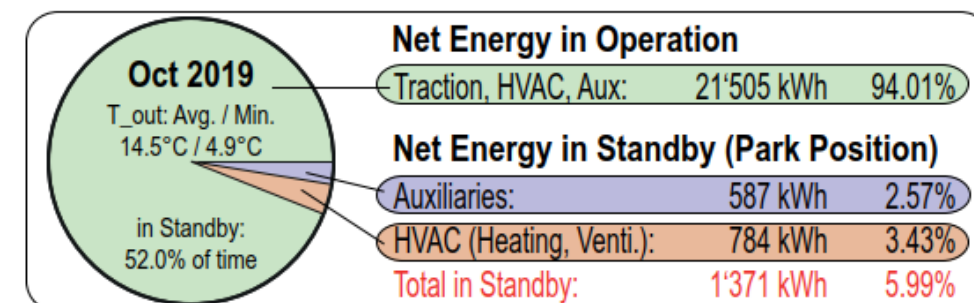 Oct 2019
T_out: Avg. / Min.
14.5°C / 4.9°C
in Standby:
52.0% of time
Net Energy in Operation
Traction, HVAC, Aux: 21'505 kWh 94.01%
Net Energy in Standby (Park Position)
Auxiliaries: 587 kWh 2.57%
HVAC (Heating, Venti.): 784 kWh 3.43%
Total in Standby: 1'371 kWh 5.99%